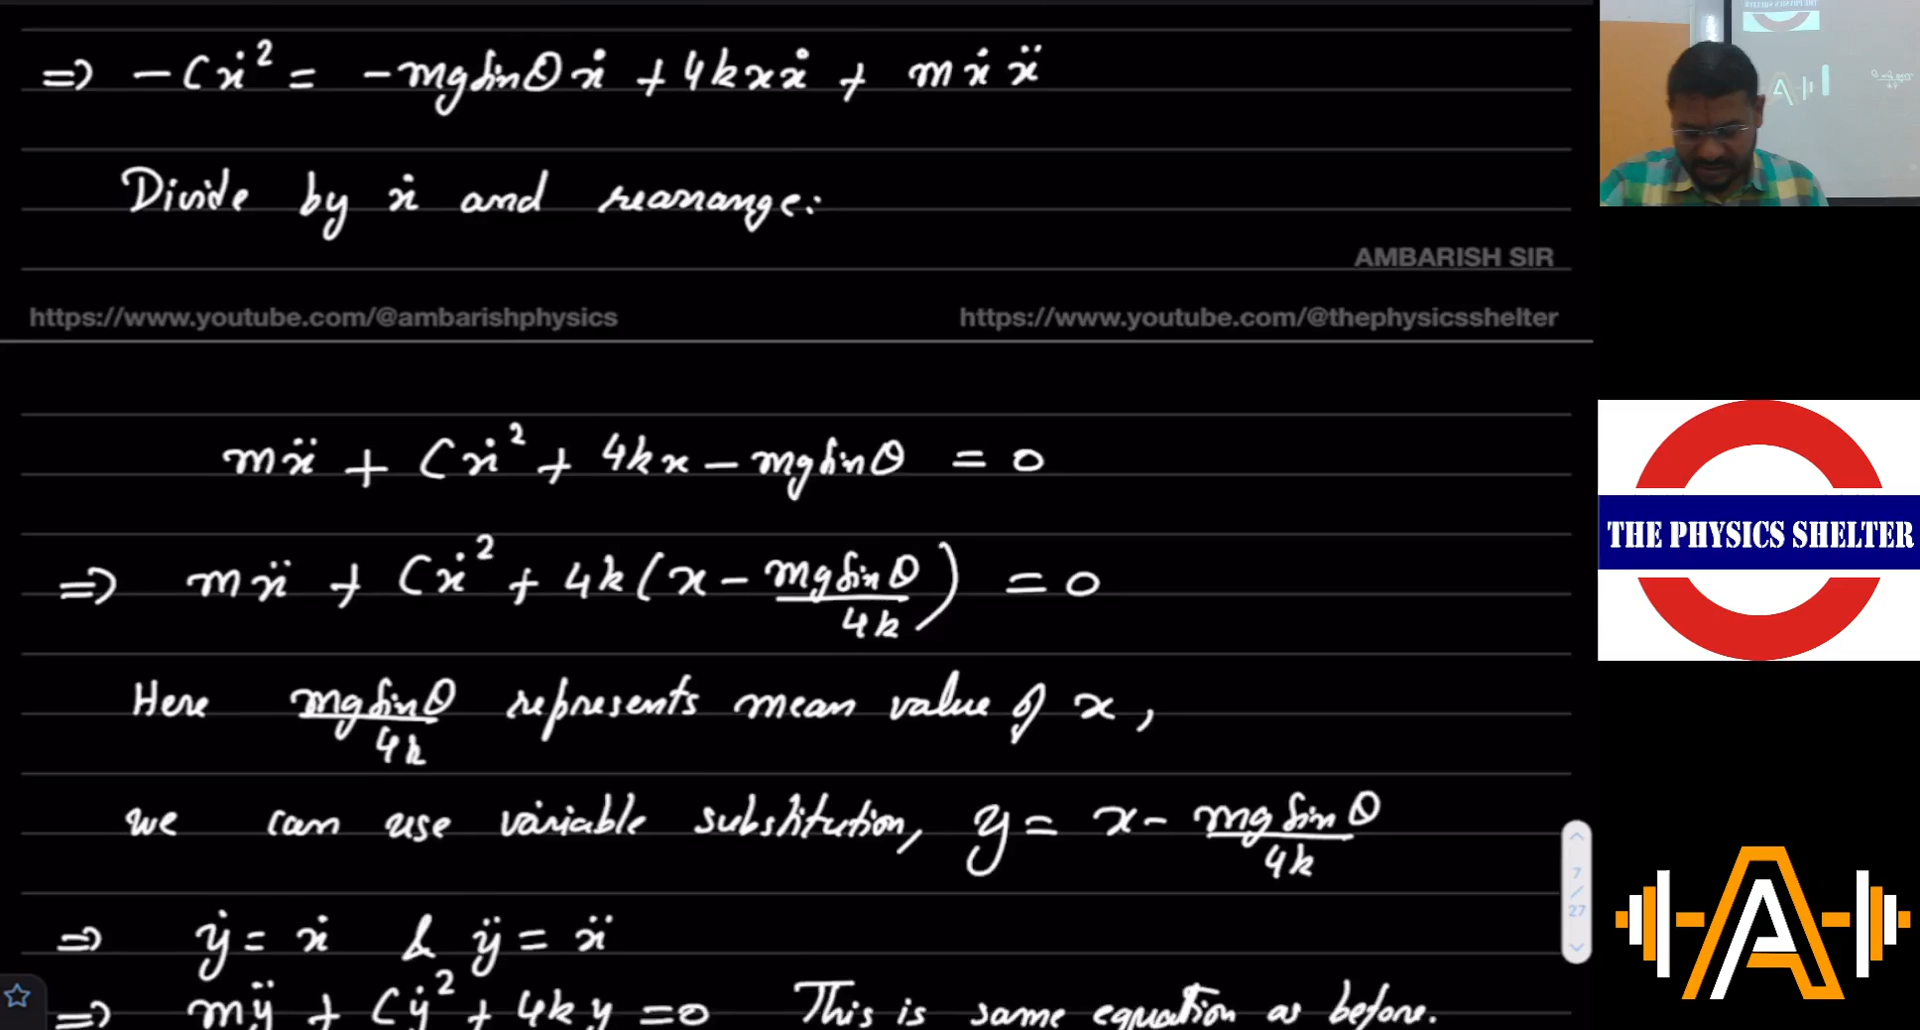 => -Cẋ² = -mg sinθ ẋ + 4kxẋ + mẋẍ
Divide by ẋ and rearrange:
AMBARISH SIR
https://www.youtube.com/@ambarishphysics https://www.youtube.com/@thephysicsshelter
mẍ + Cẋ² + 4kx - mg sinθ = 0
=> mẍ + Cẋ² + 4k(x - mg sinθ/4k) = 0
Here mg sinθ/4k represents mean value of x,
we can use variable substitution, y = x - mg sinθ/4k
=> ẏ = ẋ & ÿ = ẍ
=> mÿ + Cẏ² + 4ky = 0 This is same equation as before.
THE PHYSICS SHELTER
7
/
27
A